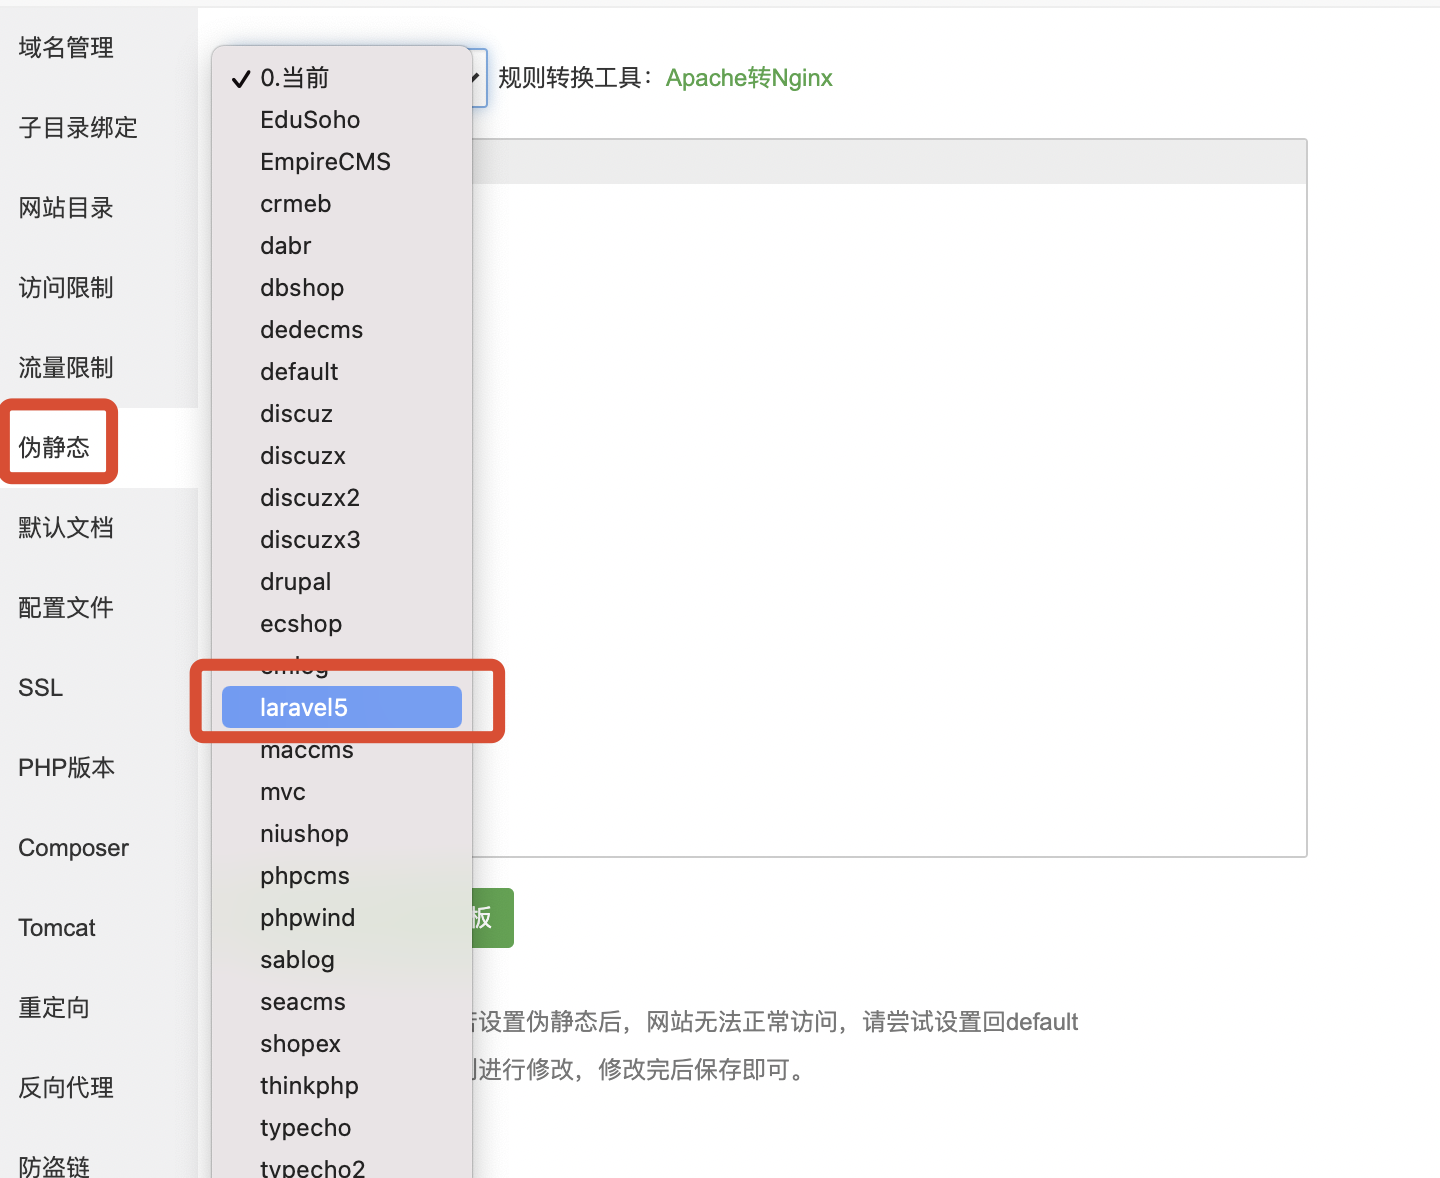 域名管理
子目录绑定
网站目录
访问限制
流量限制
伪静态
默认文档
配置文件
SSL
PHP版本
Composer
Tomcat
重定向
反向代理
防盗链
0.当前
EduSoho
EmpireCMS
crmeb
dabr
dbshop
dedecms
default
discuz
discuzx
discuzx2
discuzx3
drupal
ecshop
emlog
laravel5
maccms
mvc
niushop
phpcms
phpwind
sablog
seacms
shopex
thinkphp
typecho
typecho2
规则转换工具：Apache转Nginx
板
设置伪静态后，网站无法正常访问，请尝试设置回default
进行修改，修改完后保存即可。